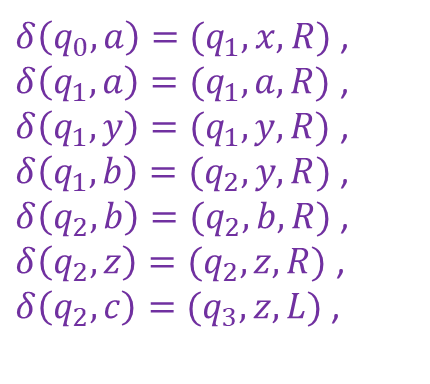 δ(q₀, a) = (q₁, x, R) ,
δ(q₁, a) = (q₁, a, R) ,
δ(q₁, y) = (q₁, y, R) ,
δ(q₁, b) = (q₂, y, R) ,
δ(q₂, b) = (q₂, b, R) ,
δ(q₂, z) = (q₂, z, R) ,
δ(q₂, c) = (q₃, z, L) ,